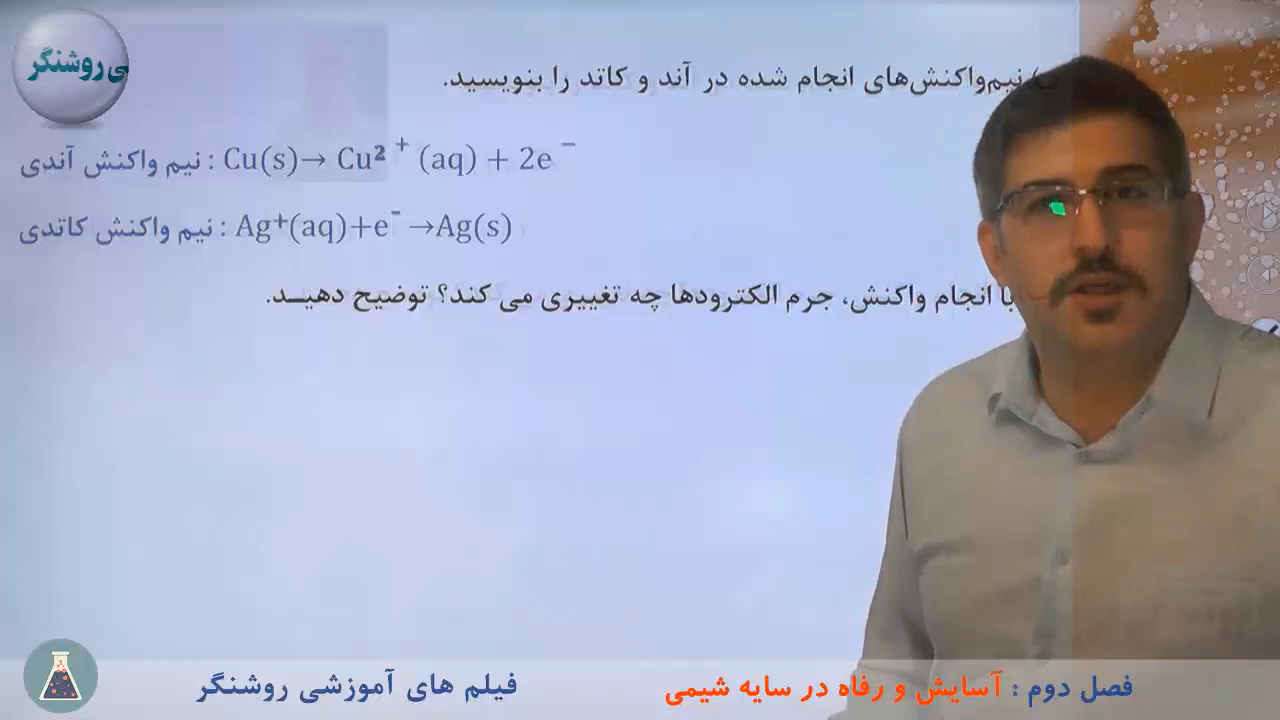 ی روشنگر
ب) نیم‌واکنش‌های انجام شده در آند و کاتد را بنویسید.
نیم واکنش آندی : Cu(s)→ Cu²⁺ (aq) + 2e⁻
نیم واکنش کاتدی : Ag⁺(aq)+e⁻ →Ag(s)
با انجام واکنش، جرم الکترودها چه تغییری می کند؟ توضیح دهیـد.
فصل دوم : آسایش و رفاه در سایه شیمی
فیلم های آموزشی روشنگر